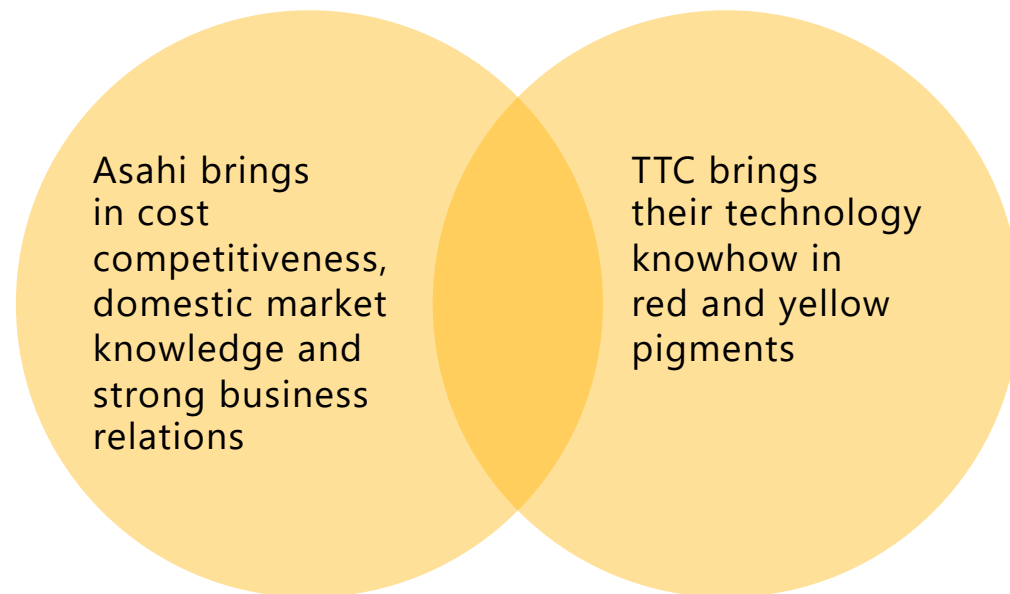 Asahi brings
in cost
competitiveness,
domestic market
knowledge and
strong business
relations
TTC brings
their technology
knowhow in
red and yellow
pigments